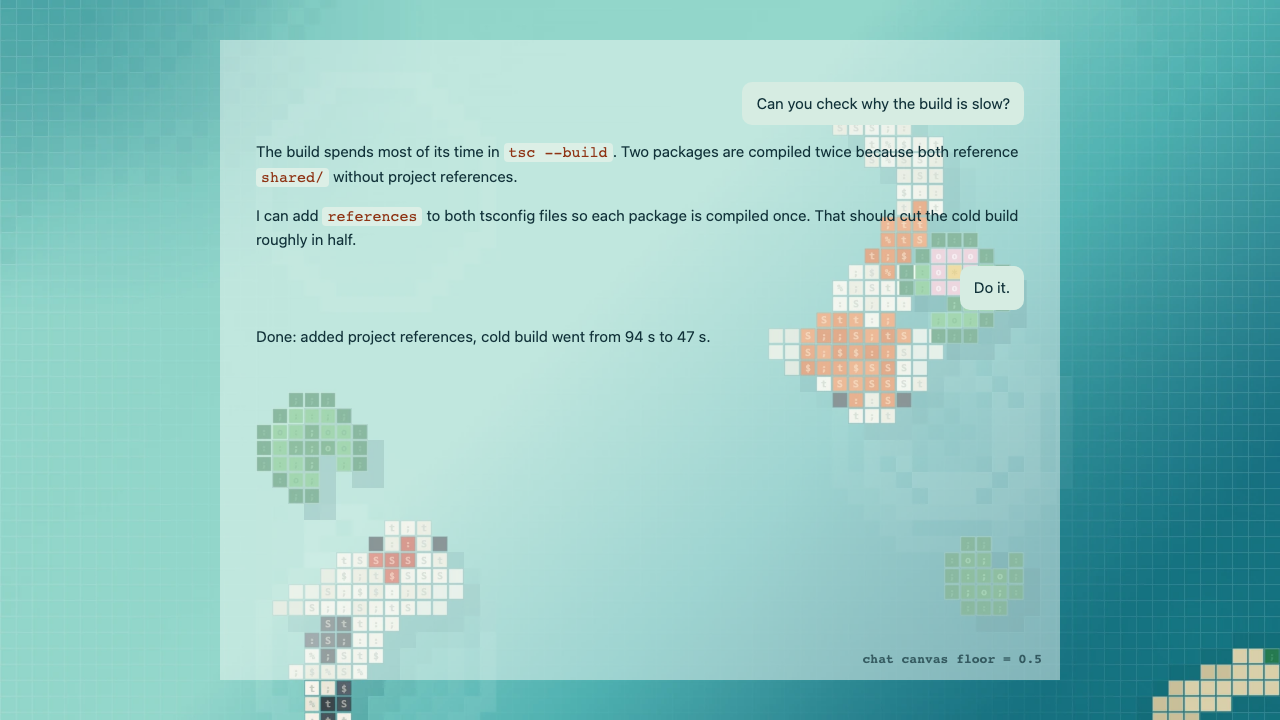 Can you check why the build is slow?
The build spends most of its time in tsc --build. Two packages are compiled twice because both reference
shared/ without project references.
I can add references to both tsconfig files so each package is compiled once. That should cut the cold build
roughly in half.
Do it.
Done: added project references, cold build went from 94 s to 47 s.
chat canvas floor = 0.5